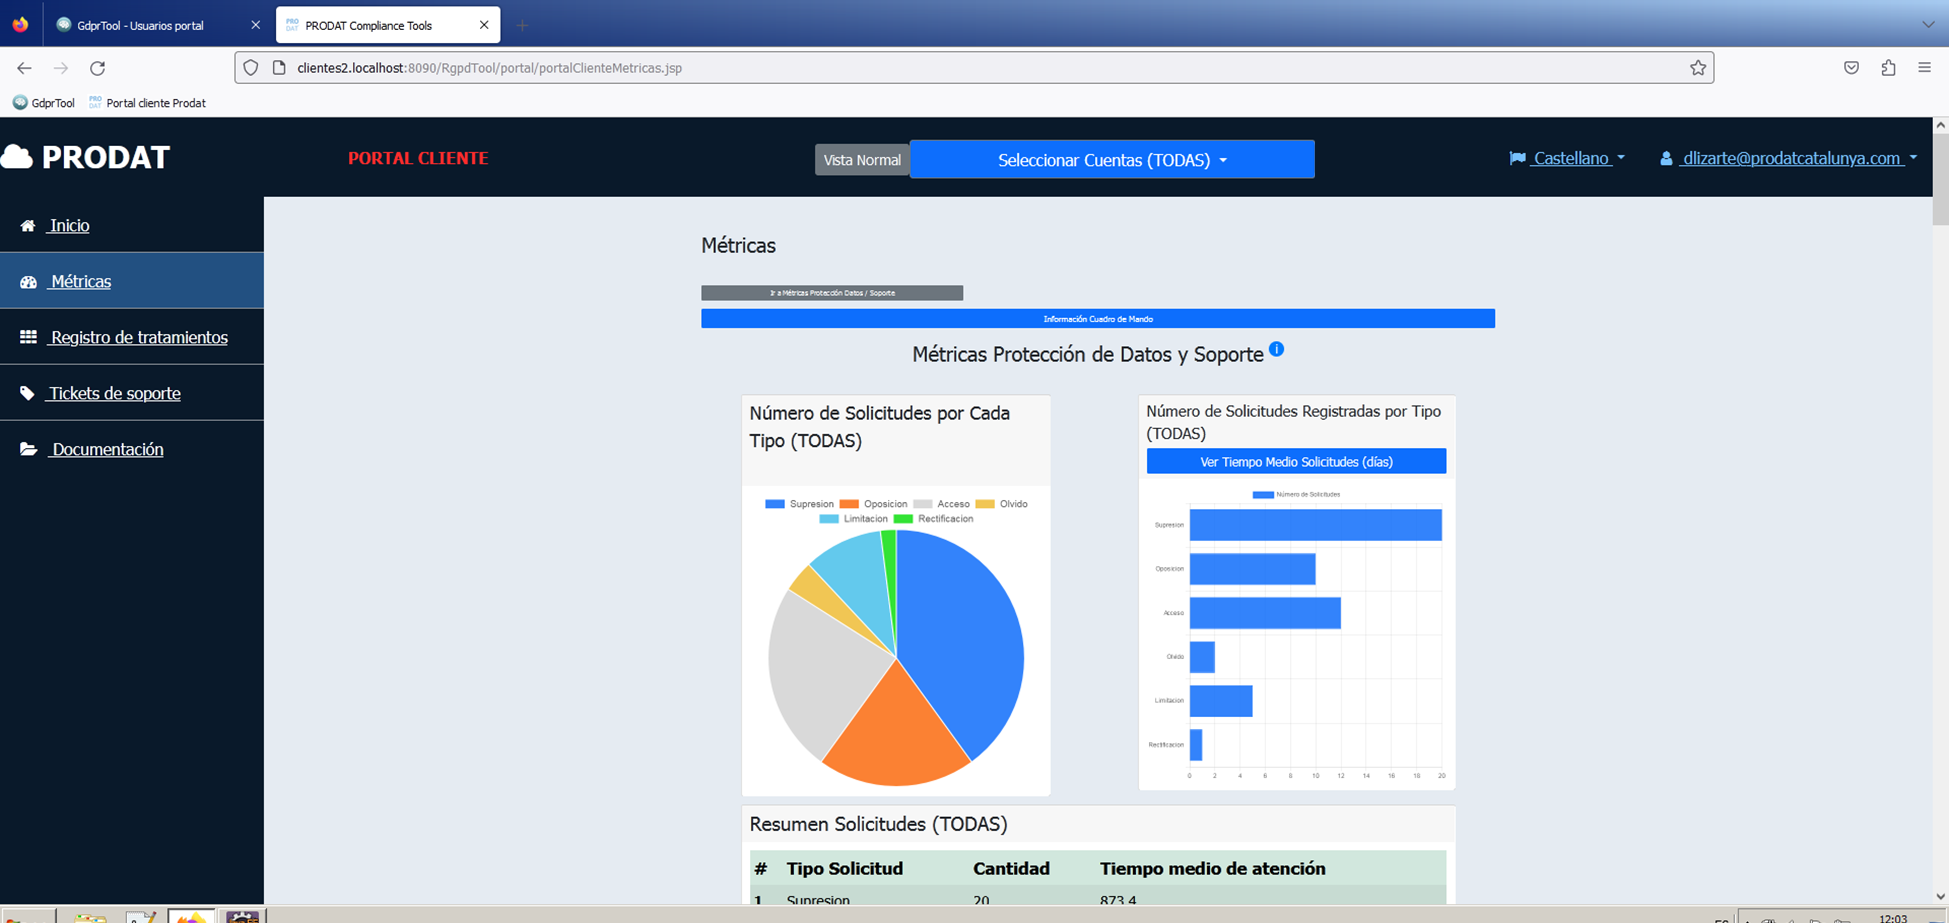 GdprTool - Usuarios portal
PRO
DAT
PRODAT Compliance Tools
clientes2.localhost:8090/RgpdTool/portal/portalClienteMetricas.jsp
GdprTool
PRO
DAT
Portal cliente Prodat
PRODAT
PORTAL CLIENTE
Vista Normal
Seleccionar Cuentas (TODAS)
Castellano
dlizarte@prodatcatalunya.com
Inicio
Métricas
Registro de tratamientos
Tickets de soporte
Documentación
Métricas
Ir a Métricas Protección Datos / Soporte
Información Cuadro de Mando
Métricas Protección de Datos y Soporte
Número de Solicitudes por Cada
Tipo (TODAS)
Supresion Oposicion Acceso Olvido
Limitacion Rectificacion
Número de Solicitudes Registradas por Tipo
(TODAS)
Ver Tiempo Medio Solicitudes (días)
Número de Solicitudes
Supresion
Oposicion
Acceso
Olvido
Limitacion
Rectificacion
0 2 4 6 8 10 12 14 16 18 20
Resumen Solicitudes (TODAS)
# Tipo Solicitud Cantidad Tiempo medio de atención
1 Supresion 20 873.4
12:03